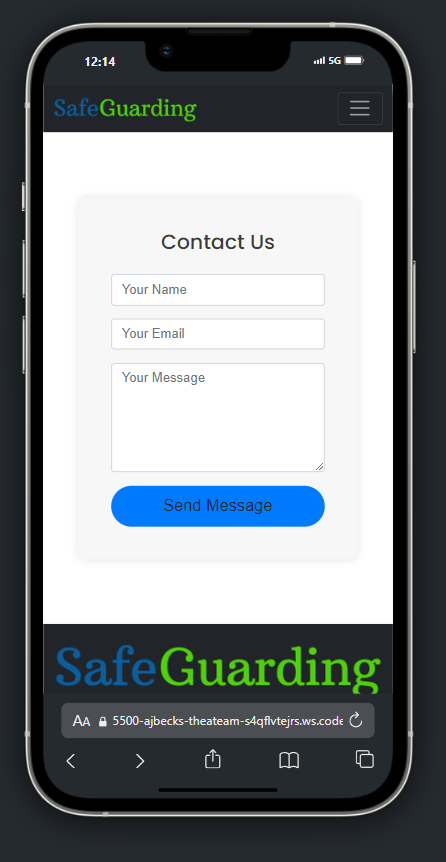 12:14
5G
SafeGuarding
Contact Us
Your Name
Your Email
Your Message
Send Message
SafeGuarding
AA 5500-ajbecks-theateam-s4qflvtejrs.ws.code